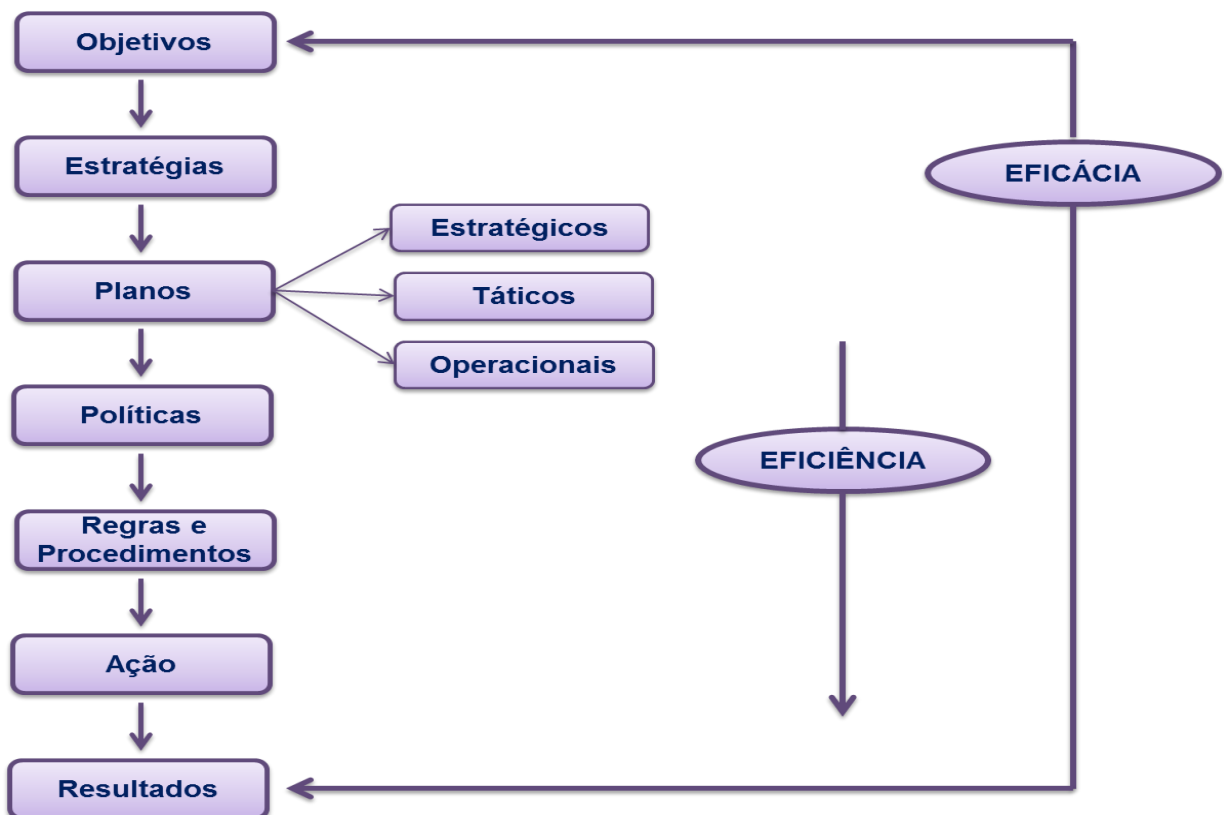 Objetivos
Estratégias
Planos
Estratégicos
Táticos
Operacionais
Políticas
Regras e
Procedimentos
Ação
Resultados
EFICIÊNCIA
EFICÁCIA